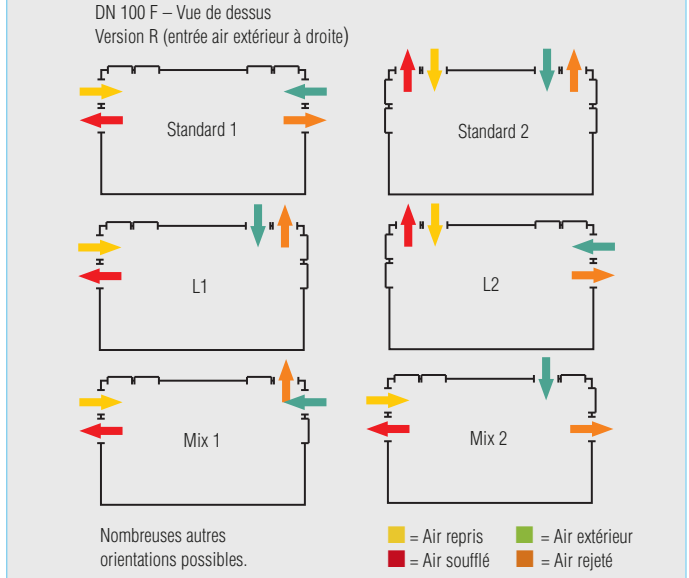 DN 100 F – Vue de dessus
Version R (entrée air extérieur à droite)
Standard 1
Standard 2
L1
L2
Mix 1
Mix 2
Nombreuses autres
orientations possibles.
= Air repris
= Air extérieur
= Air soufflé
= Air rejeté